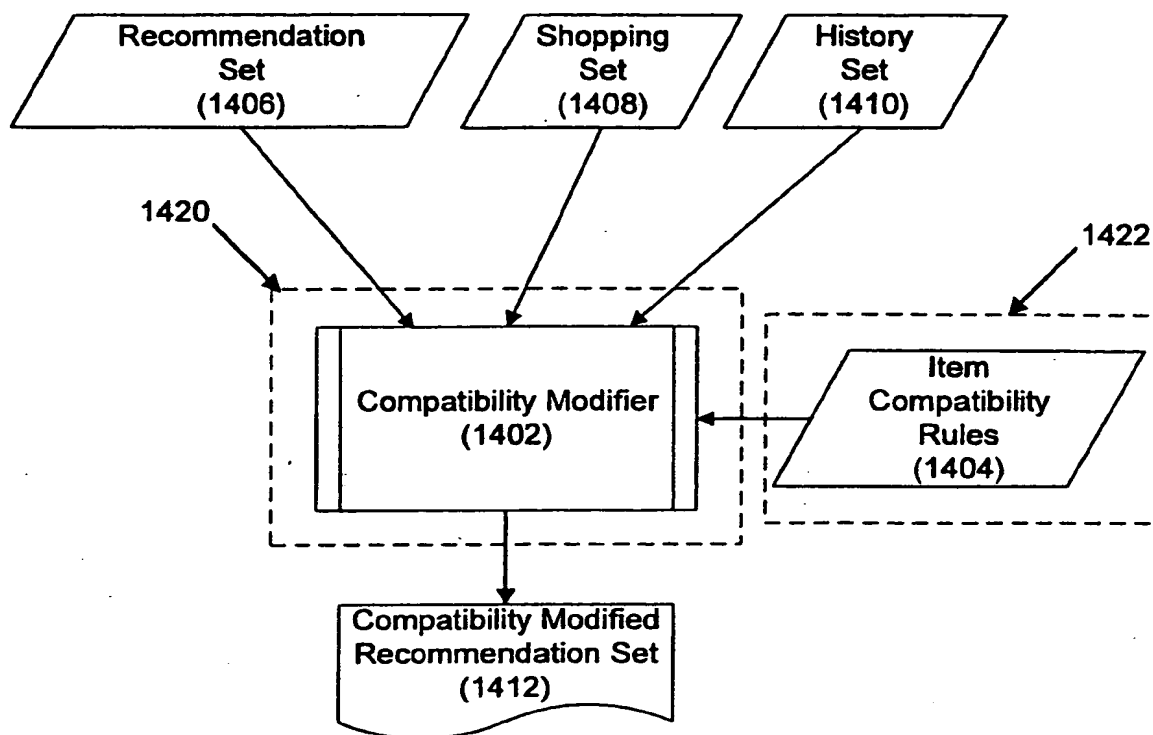 Recommendation
Set
(1406)
Shopping
Set
(1408)
History
Set
(1410)
1420
1422
Compatibility Modifier
(1402)
Item
Compatibility
Rules
(1404)
Compatibility Modified
Recommendation Set
(1412)